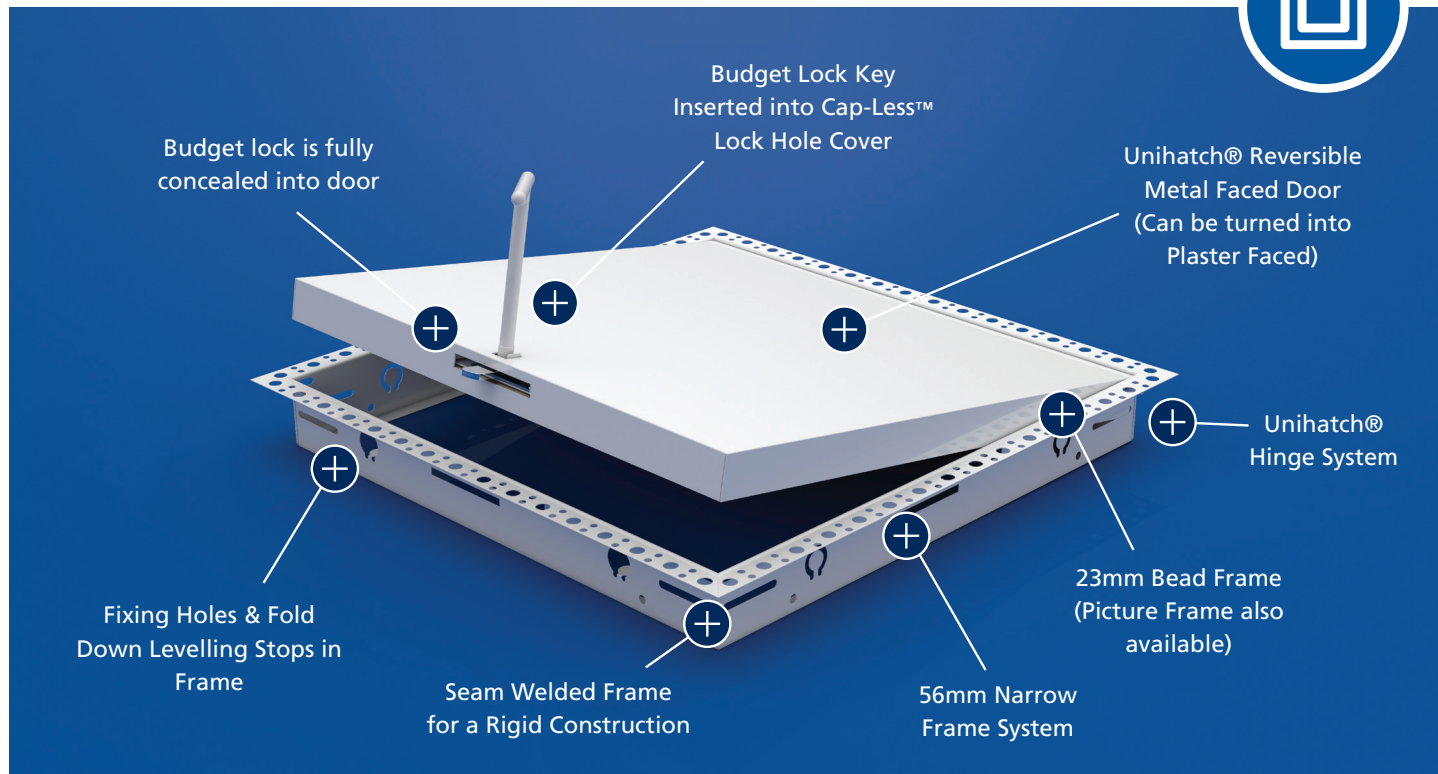 Budget Lock Key
Inserted into Cap-Less™
Lock Hole Cover
Budget lock is fully
concealed into door
Unihatch® Reversible
Metal Faced Door
(Can be turned into
Plaster Faced)
Unihatch®
Hinge System
23mm Bead Frame
(Picture Frame also
available)
Fixing Holes & Fold
Down Levelling Stops in
Frame
Seam Welded Frame
for a Rigid Construction
56mm Narrow
Frame System